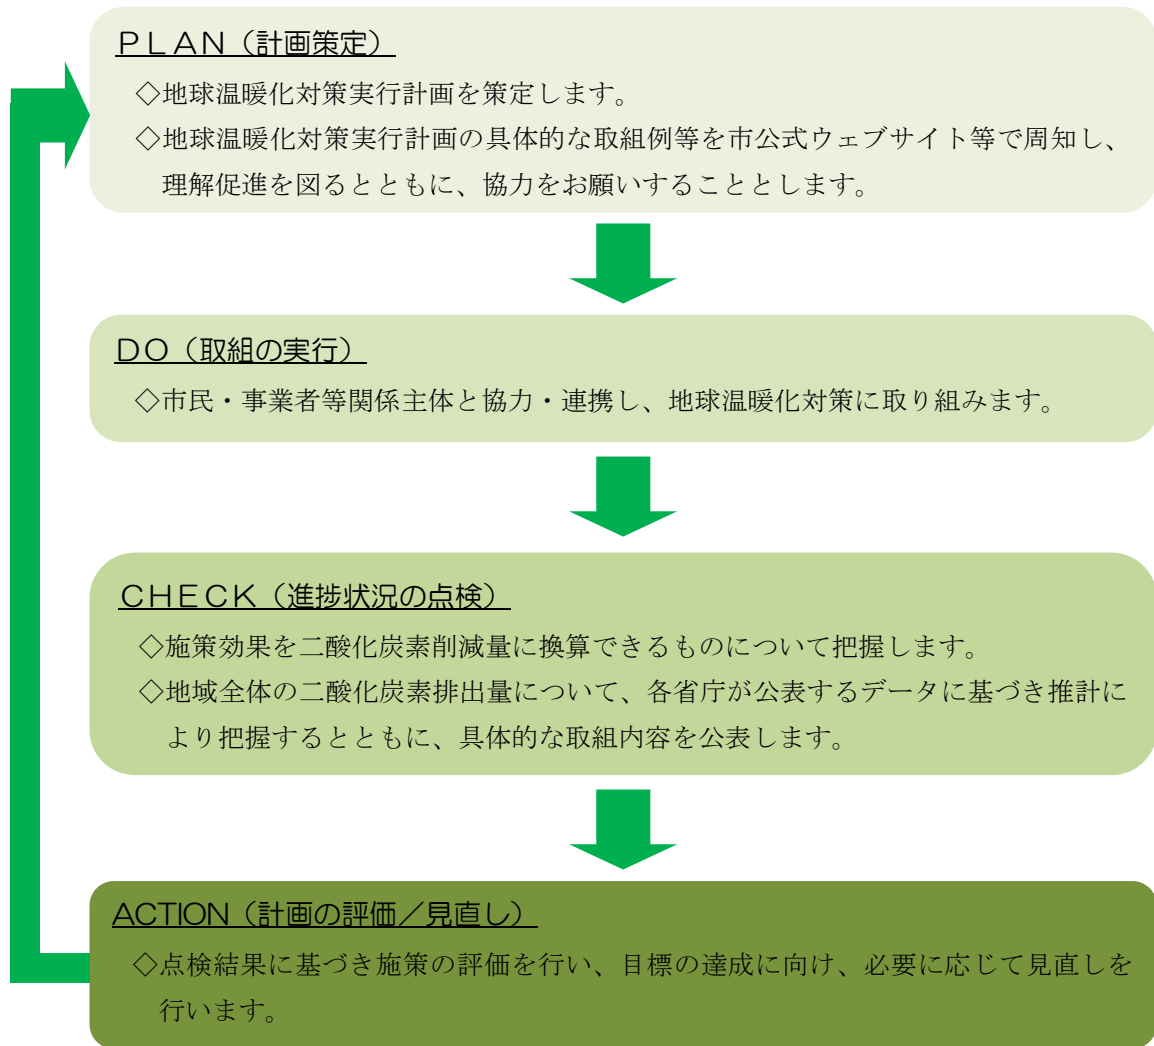 ＰＬＡＮ（計画策定）
◇地球温暖化対策実行計画を策定します。
◇地球温暖化対策実行計画の具体的な取組例等を市公式ウェブサイト等で周知し、
理解促進を図るとともに、協力をお願いすることとします。
ＤＯ（取組の実行）
◇市民・事業者等関係主体と協力・連携し、地球温暖化対策に取り組みます。
ＣＨＥＣＫ（進捗状況の点検）
◇施策効果を二酸化炭素削減量に換算できるものについて把握します。
◇地域全体の二酸化炭素排出量について、各省庁が公表するデータに基づき推計に
より把握するとともに、具体的な取組内容を公表します。
ACTION（計画の評価／見直し）
◇点検結果に基づき施策の評価を行い、目標の達成に向け、必要に応じて見直しを
行います。